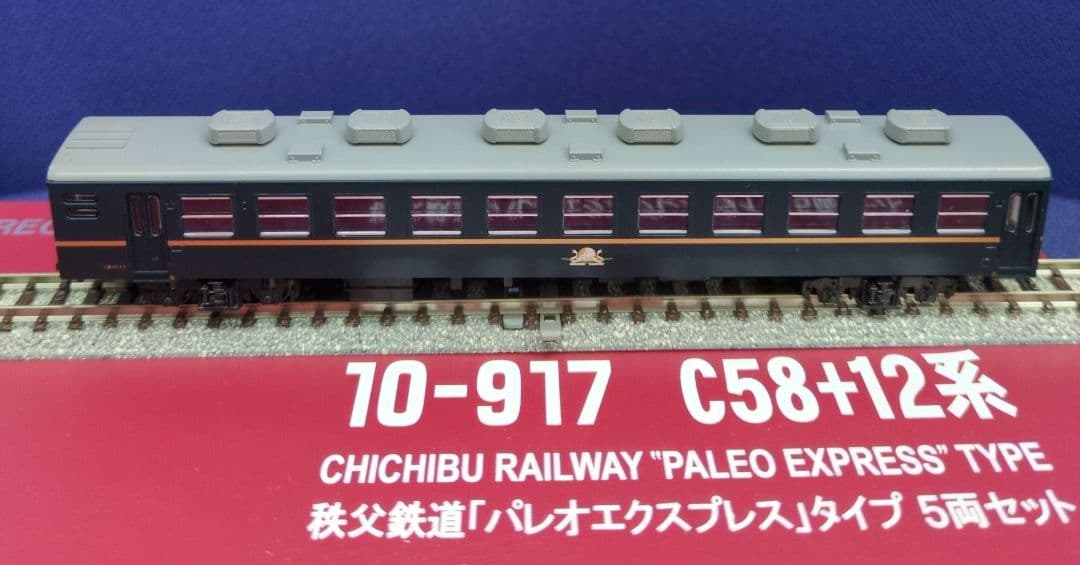 10-917 C58+12系
CHICHIBU RAILWAY "PALEO EXPRESS" TYPE
秩父鉄道「パレオエクスプレス」タイプ 5両セット